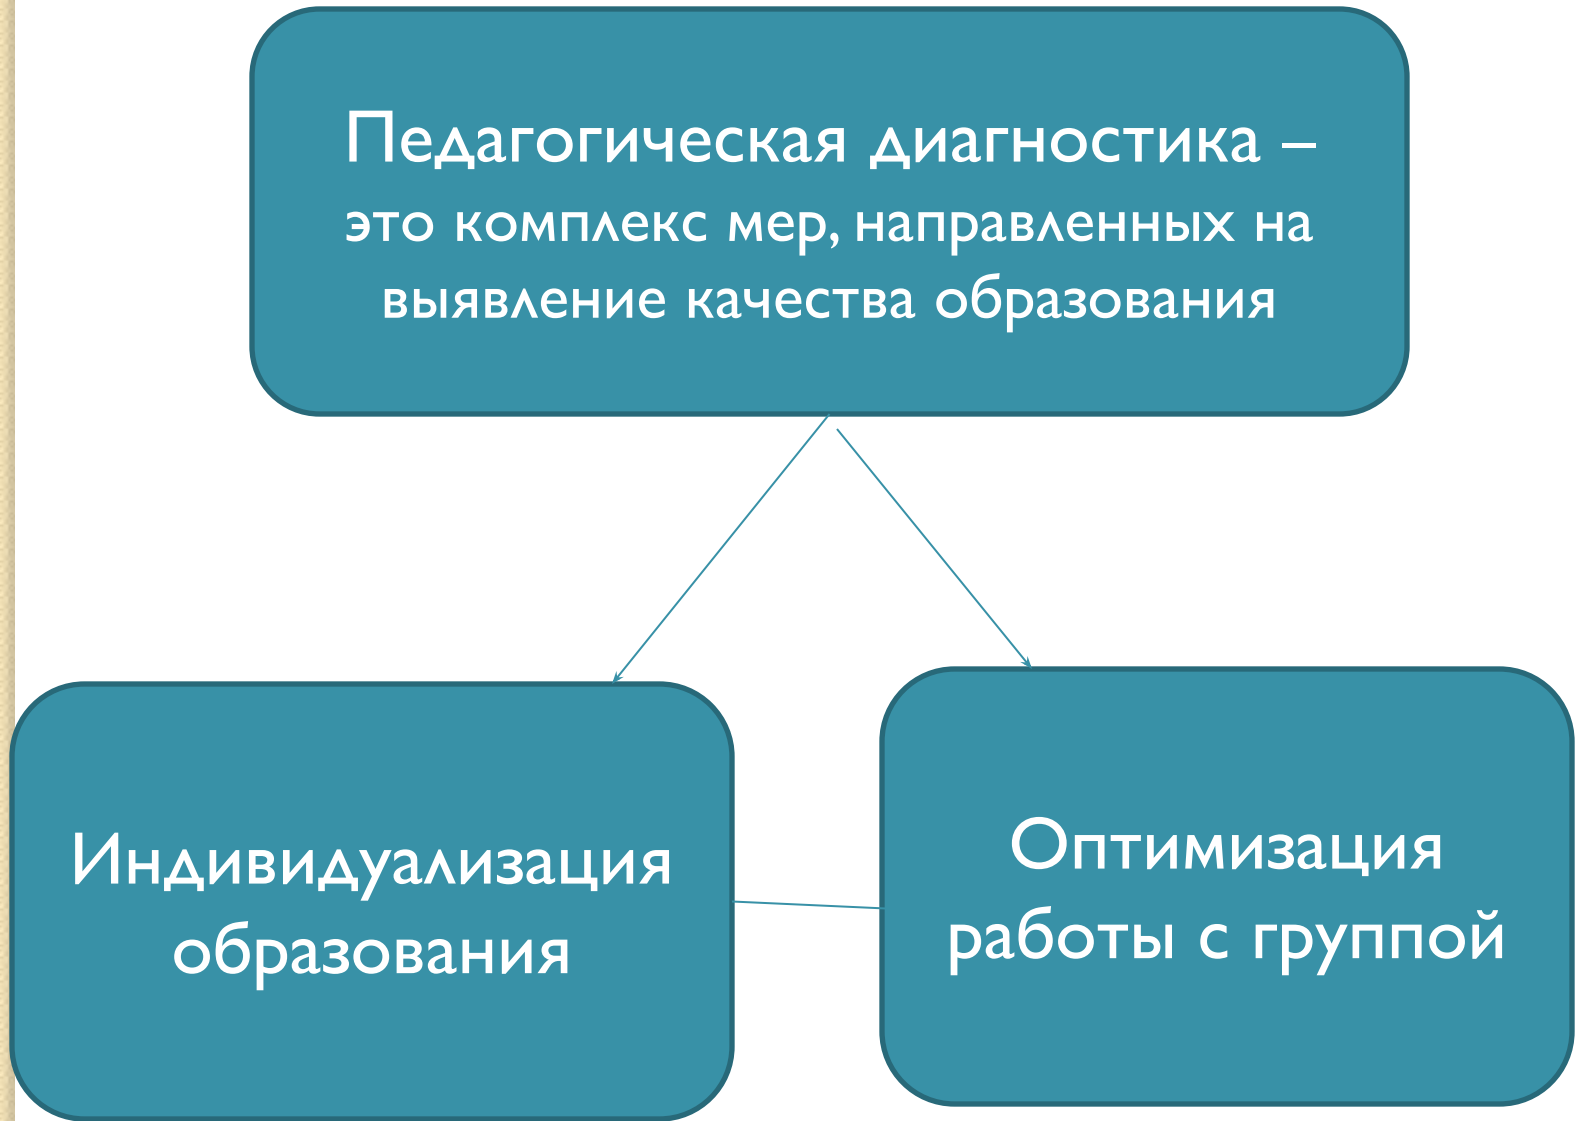 Педагогическая диагностика –
это комплекс мер, направленных на
выявление качества образования
Индивидуализация
образования
Оптимизация
работы с группой